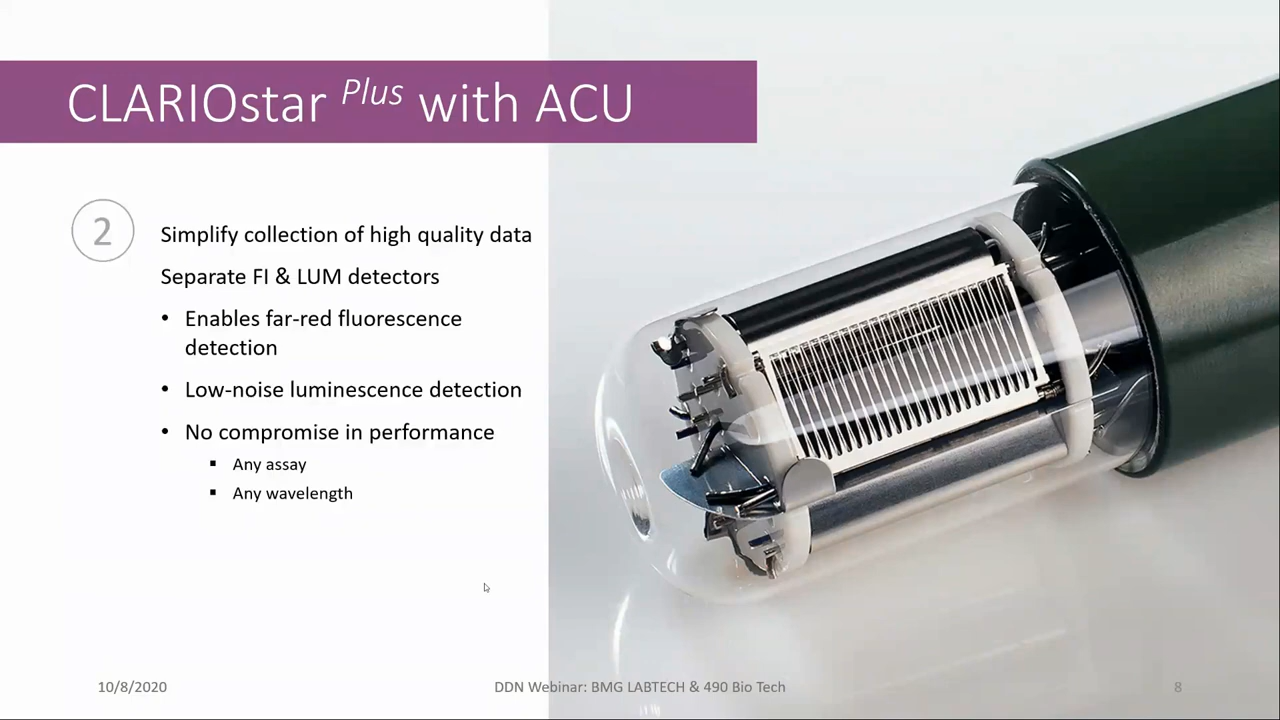 CLARIOstar Plus with ACU
2
Simplify collection of high quality data
Separate FI & LUM detectors
• Enables far-red fluorescence
detection
• Low-noise luminescence detection
• No compromise in performance
▪ Any assay
▪ Any wavelength
10/8/2020
DDN Webinar: BMG LABTECH & 490 Bio Tech
8